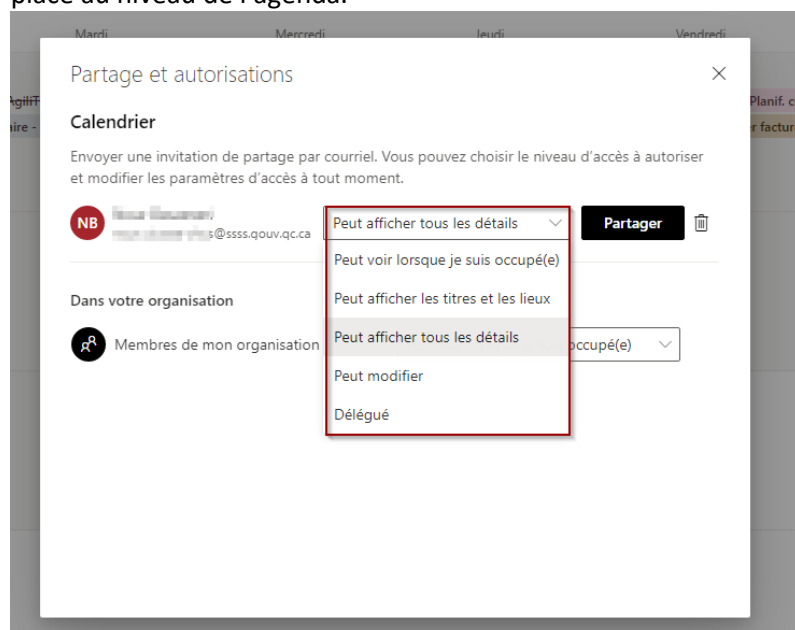 place au niveau de l'agenda.
Mardi Mercredi Jeudi Vendredi
Partage et autorisations
Planif. c
aire - r factur
Calendrier
Envoyer une invitation de partage par courriel. Vous pouvez choisir le niveau d'accès à autoriser
et modifier les paramètres d'accès à tout moment.
NB @ssss.gouv.qc.ca Peut afficher tous les détails Partager
Peut voir lorsque je suis occupé(e)
Dans votre organisation Peut afficher les titres et les lieux
Membres de mon organisation Peut afficher tous les détails occupé(e)
Peut modifier
Délégué